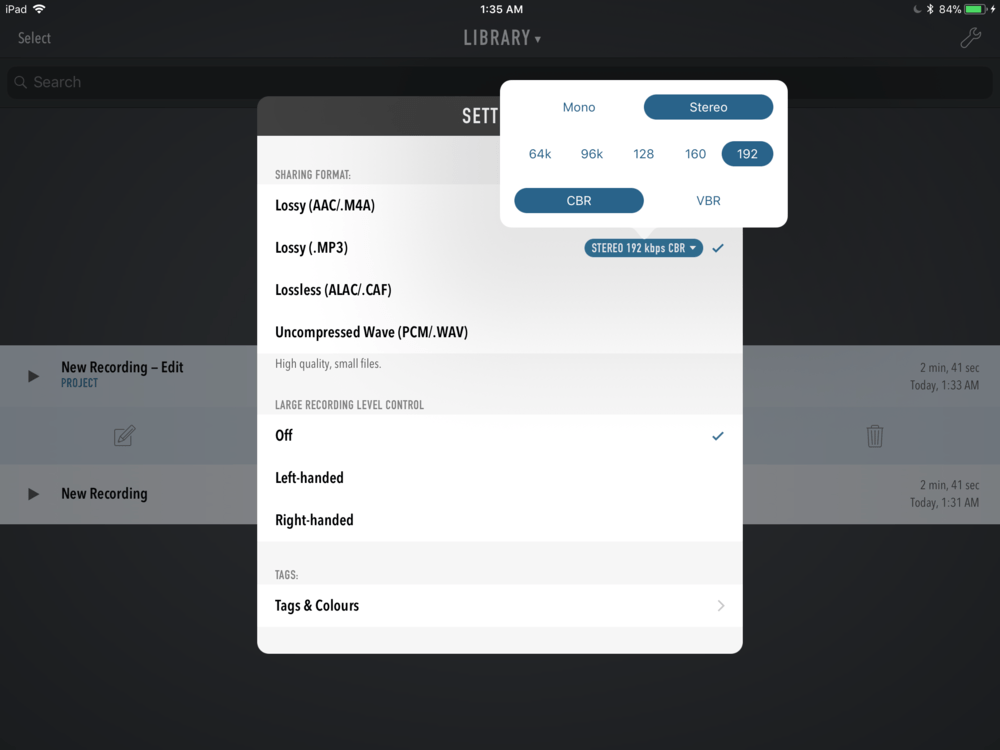 iPad
1:35 AM
84%
Select
LIBRARY ▾
Search
SETT
Mono
Stereo
64k
96k
128
160
192
CBR
VBR
SHARING FORMAT:
Lossy (AAC/.M4A)
Lossy (.MP3)
STEREO 192 kbps CBR
Lossless (ALAC/.CAF)
Uncompressed Wave (PCM/.WAV)
High quality, small files.
New Recording – Edit
PROJECT
2 min, 41 sec
Today, 1:33 AM
LARGE RECORDING LEVEL CONTROL
Off
Left-handed
New Recording
2 min, 41 sec
Today, 1:31 AM
Right-handed
TAGS:
Tags & Colours